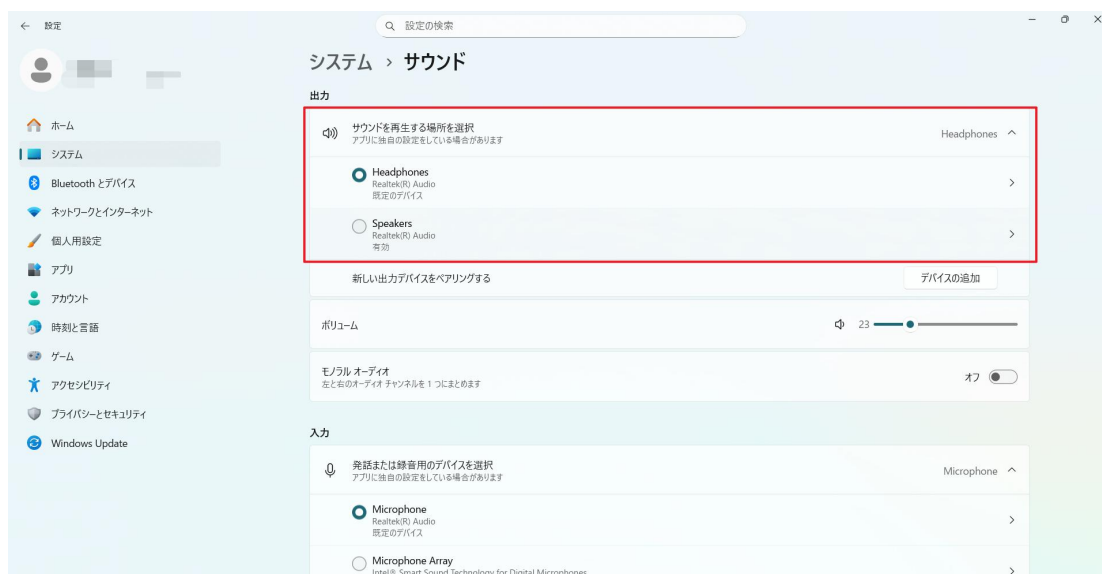 設定
設定の検索
ホーム
システム
Bluetooth とデバイス
ネットワークとインターネット
個人用設定
アプリ
アカウント
時刻と言語
ゲーム
アクセシビリティ
プライバシーとセキュリティ
Windows Update
システム › サウンド
出力
サウンドを再生する場所を選択
アプリに独自の設定をしている場合があります
Headphones
Headphones
Realtek(R) Audio
既定のデバイス
Speakers
Realtek(R) Audio
有効
新しい出力デバイスをペアリングする
デバイスの追加
ボリューム
23
モノラル オーディオ
左と右のオーディオ チャンネルを 1 つにまとめます
オフ
入力
発話または録音用のデバイスを選択
アプリに独自の設定をしている場合があります
Microphone
Microphone
Realtek(R) Audio
既定のデバイス
Microphone Array
Intel® Smart Sound Technology for Digital Microphones